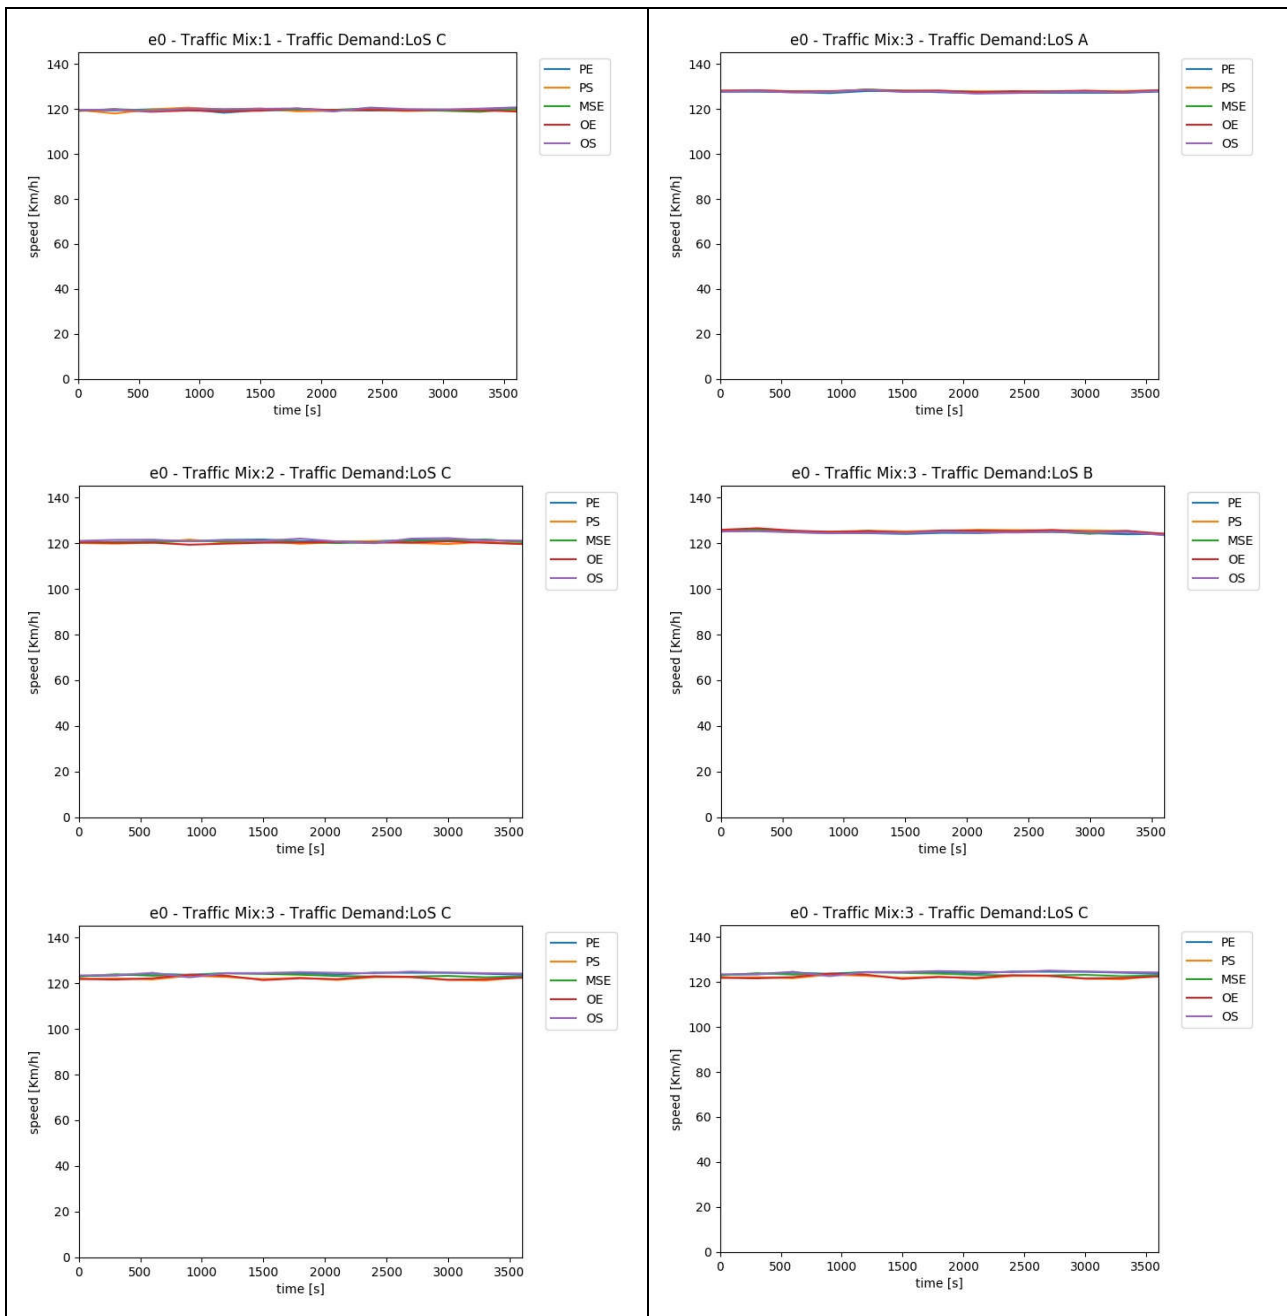 e0 - Traffic Mix:1 - Traffic Demand:LoS C
140
120
100
80
60
40
20
0
speed [Km/h]
0 500 1000 1500 2000 2500 3000 3500
time [s]
PE
PS
MSE
OE
OS
e0 - Traffic Mix:3 - Traffic Demand:LoS A
140
120
100
80
60
40
20
0
speed [Km/h]
0 500 1000 1500 2000 2500 3000 3500
time [s]
PE
PS
MSE
OE
OS
e0 - Traffic Mix:2 - Traffic Demand:LoS C
140
120
100
80
60
40
20
0
speed [Km/h]
0 500 1000 1500 2000 2500 3000 3500
time [s]
PE
PS
MSE
OE
OS
e0 - Traffic Mix:3 - Traffic Demand:LoS B
140
120
100
80
60
40
20
0
speed [Km/h]
0 500 1000 1500 2000 2500 3000 3500
time [s]
PE
PS
MSE
OE
OS
e0 - Traffic Mix:3 - Traffic Demand:LoS C
140
120
100
80
60
40
20
0
speed [Km/h]
0 500 1000 1500 2000 2500 3000 3500
time [s]
PE
PS
MSE
OE
OS
e0 - Traffic Mix:3 - Traffic Demand:LoS C
140
120
100
80
60
40
20
0
speed [Km/h]
0 500 1000 1500 2000 2500 3000 3500
time [s]
PE
PS
MSE
OE
OS